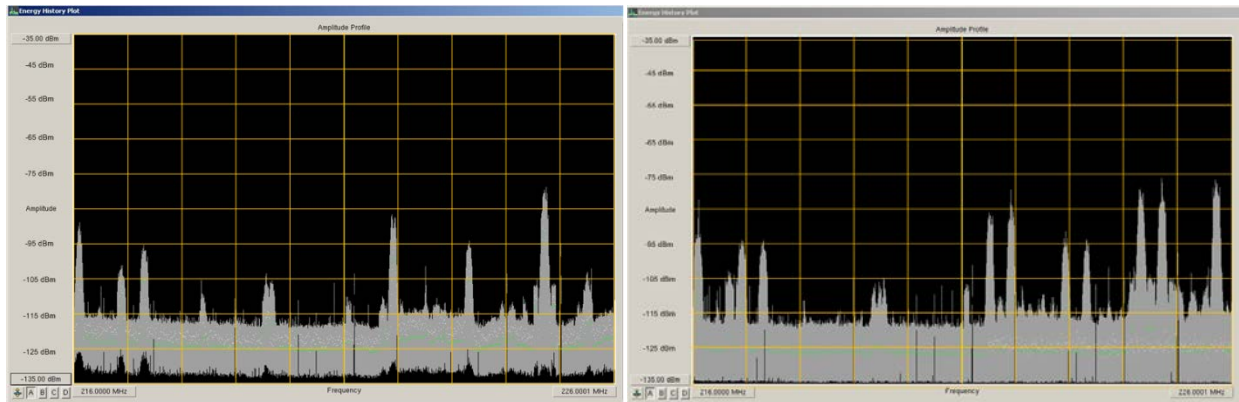 Energy History Plot
Amplitude Profile
-35.00 dBm
-45 dBm
-55 dBm
-65 dBm
-75 dBm
Amplitude
-95 dBm
-105 dBm
-115 dBm
-125 dBm
-135.00 dBm
A B C D
216.0000 MHz
Frequency
226.0001 MHz
Energy History Plot
Amplitude Profile
-35.00 dBm
-45 dBm
-55 dBm
-65 dBm
-75 dBm
Amplitude
-95 dBm
-105 dBm
-115 dBm
-125 dBm
-135.00 dBm
A B C D
216.0000 MHz
Frequency
226.0001 MHz